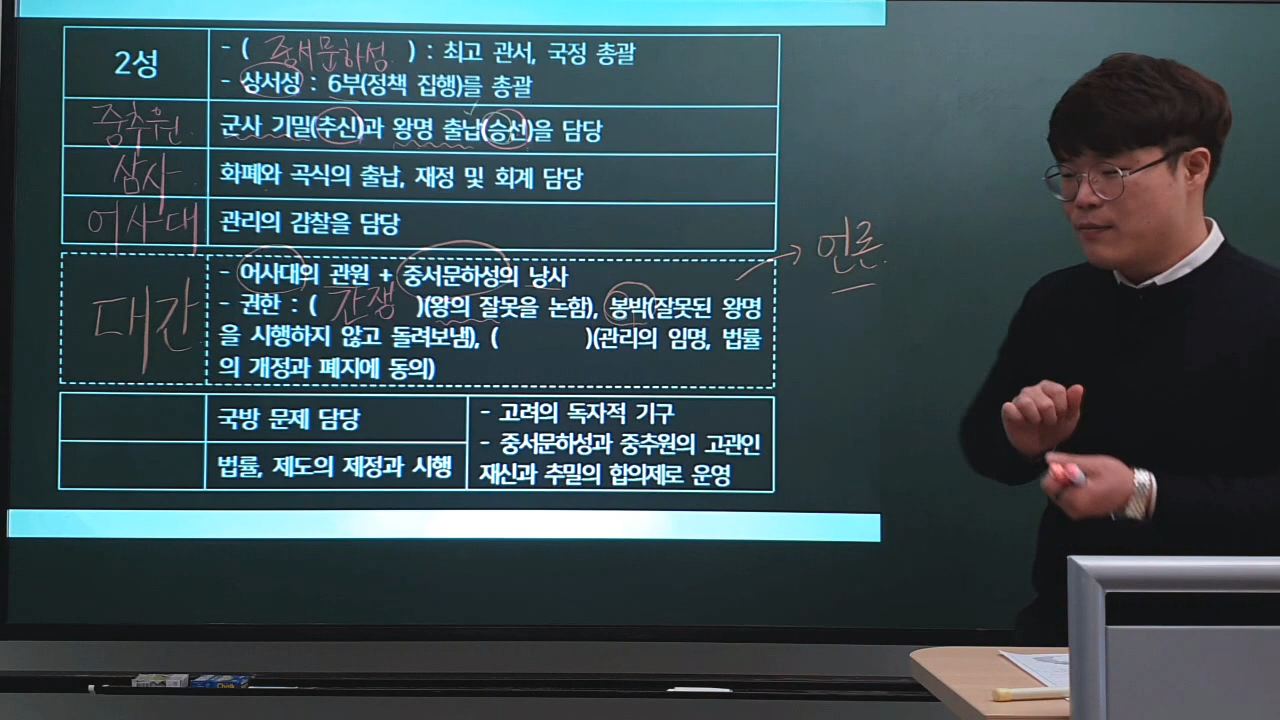 2성
- ( 중서문하성 ) : 최고 관서, 국정 총괄
- 상서성 : 6부(정책 집행)를 총괄
중추원
군사 기밀(추신)과 왕명 출납(승선)을 담당
삼사
화폐와 곡식의 출납, 재정 및 회계 담당
어사대
관리의 감찰을 담당
대간
- 어사대의 관원 + 중서문하성의 낭사
- 권한 : ( 간쟁 )(왕의 잘못을 논함), 봉박(잘못된 왕명
을 시행하지 않고 돌려보냄), ( )(관리의 임명, 법률
의 개정과 폐지에 동의)
언론
국방 문제 담당
법률, 제도의 제정과 시행
- 고려의 독자적 기구
- 중서문하성과 중추원의 고관인
재신과 추밀의 합의제로 운영